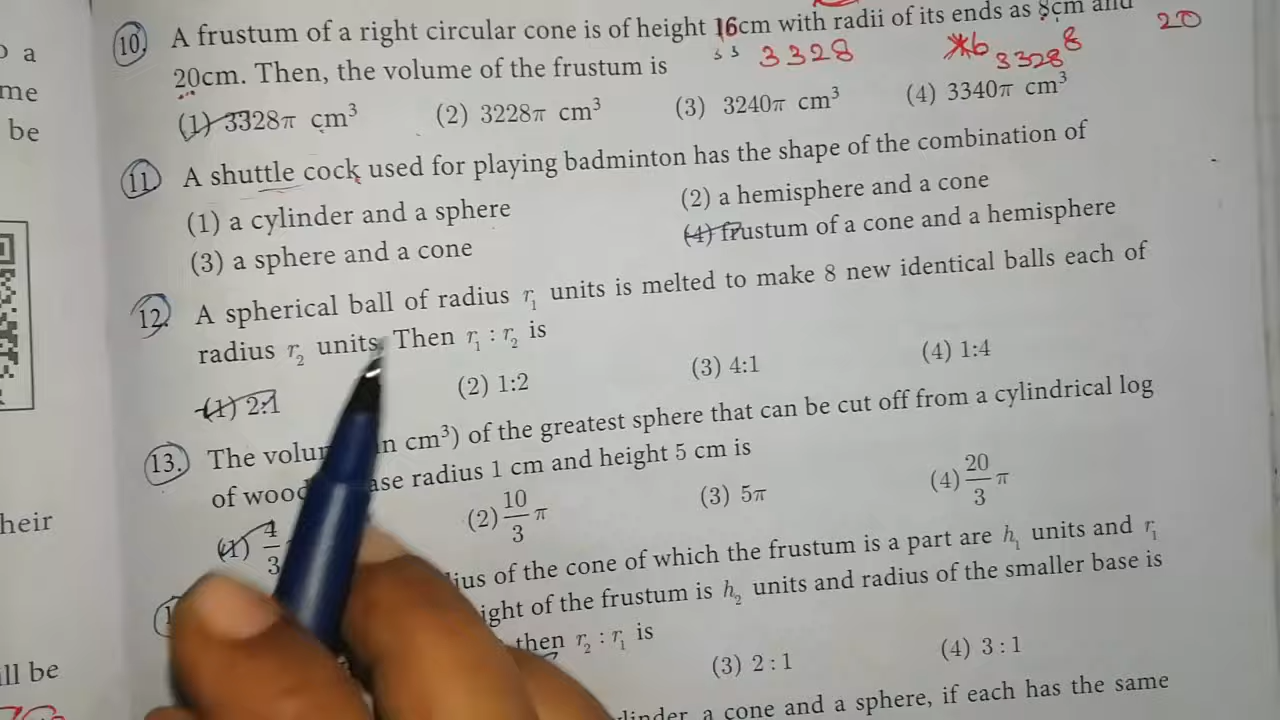 a
me
be
heir
ll be
10. A frustum of a right circular cone is of height 16cm with radii of its ends as 8cm and
20cm. Then, the volume of the frustum is
3328
3328
8
20
(1) 3328π cm³ (2) 3228π cm³ (3) 3240π cm³ (4) 3340π cm³
11. A shuttle cock used for playing badminton has the shape of the combination of
(1) a cylinder and a sphere (2) a hemisphere and a cone
(3) a sphere and a cone (4) frustum of a cone and a hemisphere
12. A spherical ball of radius r₁ units is melted to make 8 new identical balls each of
radius r₂ units. Then r₁ : r₂ is
(1) 2:1 (2) 1:2 (3) 4:1 (4) 1:4
13. The volum n cm³) of the greatest sphere that can be cut off from a cylindrical log
of wood ase radius 1 cm and height 5 cm is
(1) 4/3 (2) 10/3 π (3) 5π (4) 20/3 π
ius of the cone of which the frustum is a part are h₁ units and r₁
ight of the frustum is h₂ units and radius of the smaller base is
then r₂ : r₁ is
(3) 2 : 1 (4) 3 : 1
linder, a cone and a sphere, if each has the same